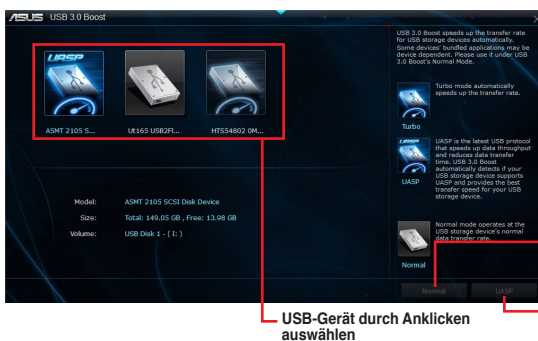 ASUS USB 3.0 Boost
UASP
ASMT 2105 S...
Ut165 USB2Fl...
HTS54802 0M...
Model: ASMT 2105 SCSI Disk Device
Size: Total: 149.05 GB , Free: 13.98 GB
Volume: USB Disk 1 - ( I: )
USB 3.0 Boost speeds up the transfer rate
for USB storage devices automatically.
Some devices' bundled applications may be
device dependent. Please use it under USB
3.0 Boost's Normal Mode.
Turbo mode automatically
speeds up the transfer rate.
Turbo
UASP
UASP is the latest USB protocol
that speeds up data throughput
and reduces data transfer
time. USB 3.0 Boost
automatically detects if your
USB storage device supports
UASP and provides the best
transfer speed for your USB
storage device.
UASP
Normal mode operates at the
USB storage device's normal
data transfer rate.
Normal
Normal
UASP
USB-Gerät durch Anklicken
auswählen